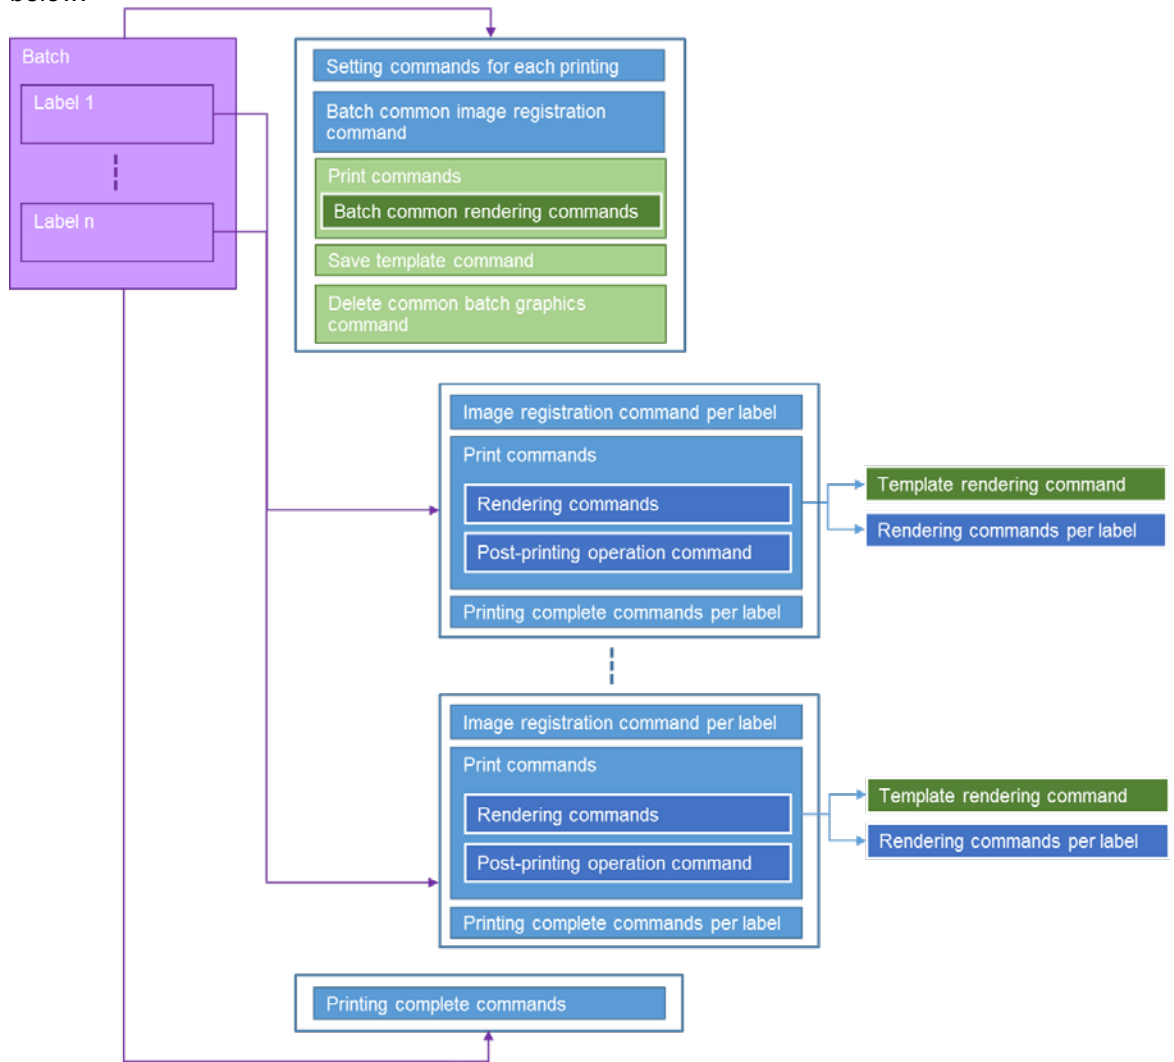 below.
Batch
Label 1
Label n
Setting commands for each printing
Batch common image registration
command
Print commands
Batch common rendering commands
Save template command
Delete common batch graphics
command
Image registration command per label
Print commands
Rendering commands
Post-printing operation command
Printing complete commands per label
Template rendering command
Rendering commands per label
Image registration command per label
Print commands
Rendering commands
Post-printing operation command
Printing complete commands per label
Template rendering command
Rendering commands per label
Printing complete commands